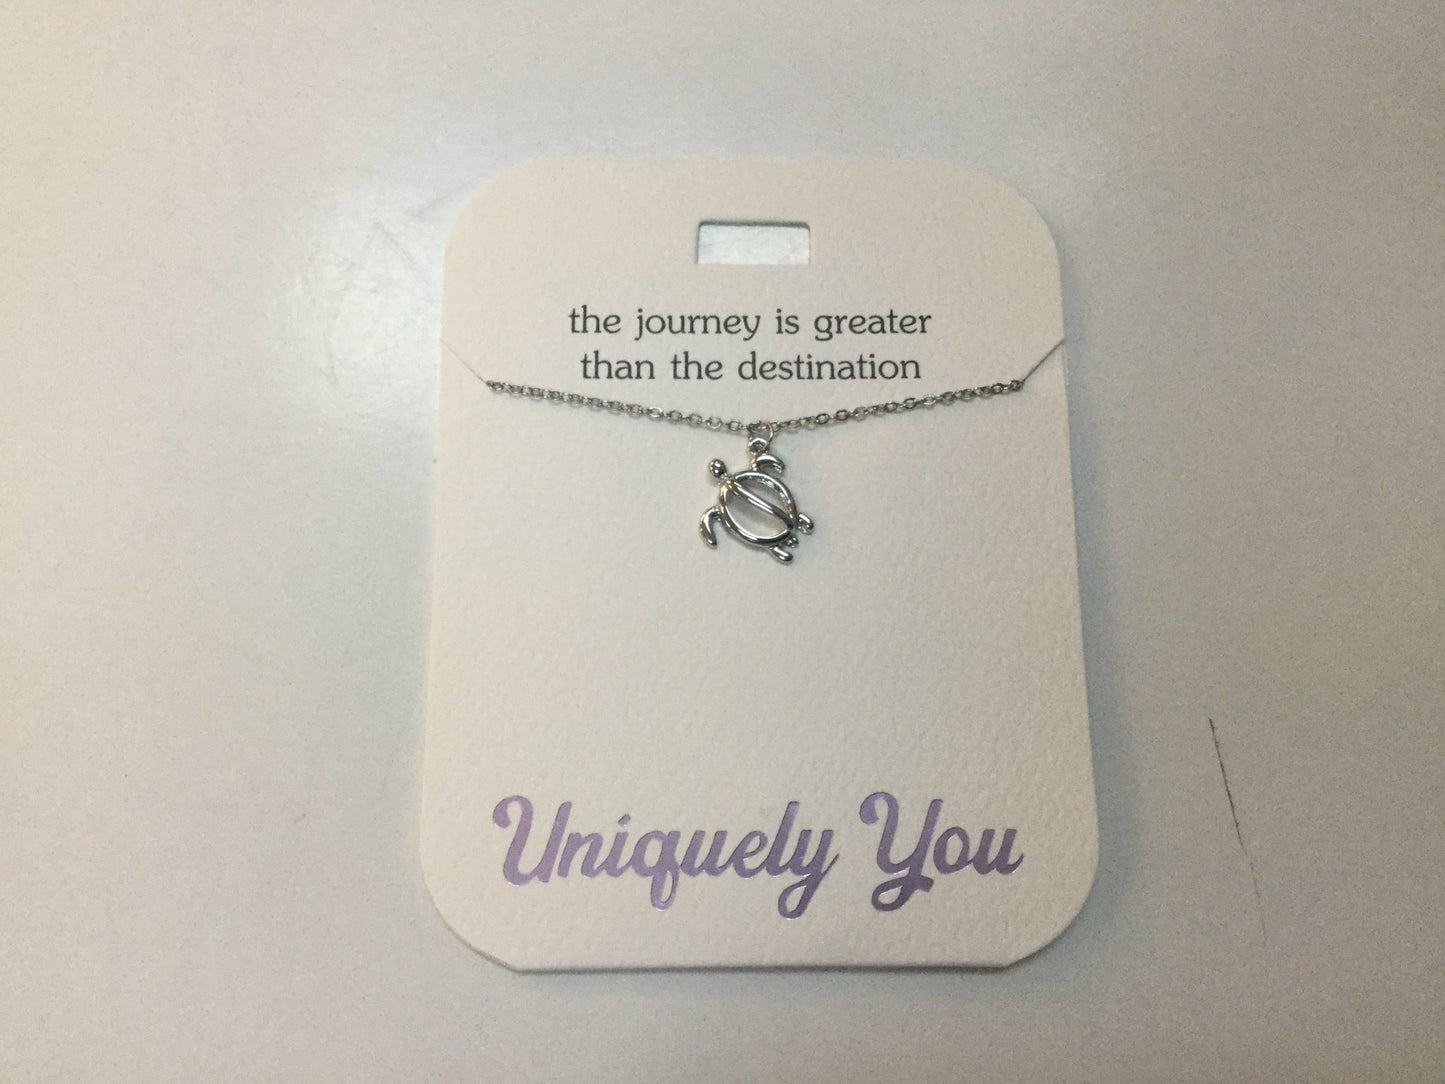 the journey is greater
than the destination
Uniquely You